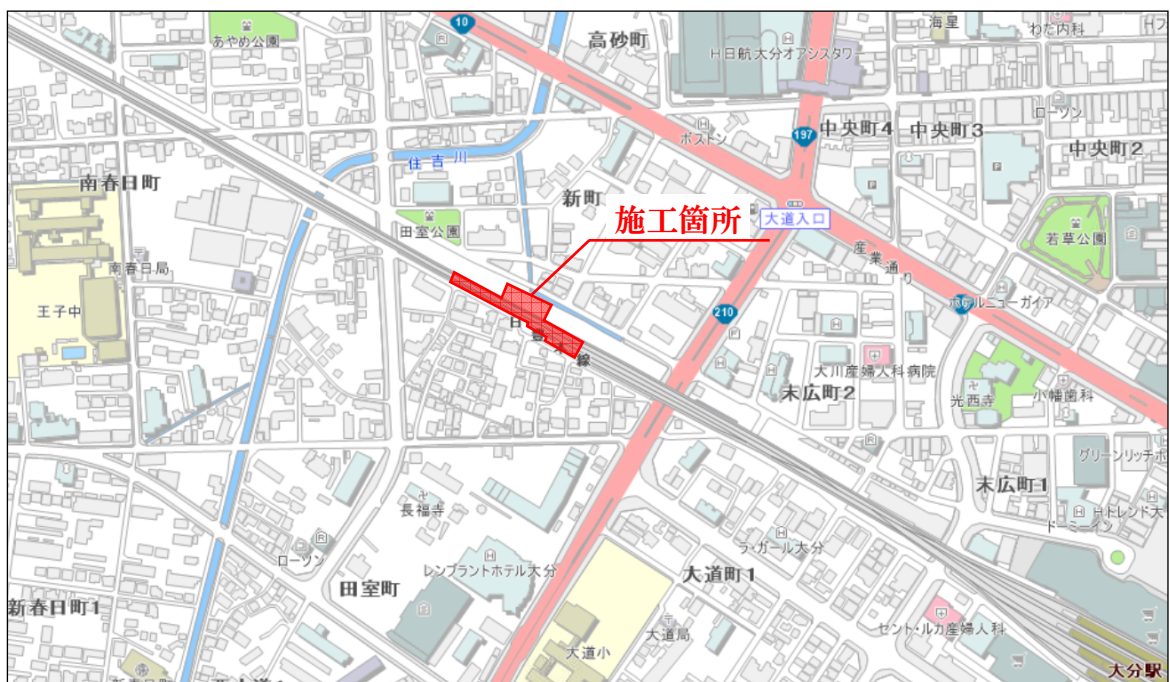 10
あやめ公園
高砂町
H日航大分オアシスタワー
海星
わた内科
ローソン
197
中央町4
中央町3
中央町2
ボストン
住吉川
南春日町
新町
施工箇所
大道入口
田室公園
若草公園
産業通り
南春日局
王子中
210
ホテルニューガイア
日豊本線
大川産婦人科病院
末広町2
光西寺
小幡歯科
グリーンリッチホ
末広町1
Hトレンド大
ドーミーイン
長福寺
ローソン
ラ・ガール大分
レンブラントホテル大分
大道町1
田室町
新春日町1
セント・ルカ産婦人科
大道局
大道小
大分駅